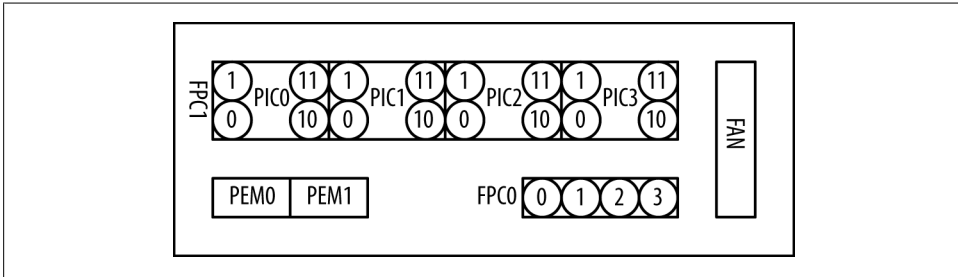 1 11 1 11 1 11 1 11
FPC1 PIC0 PIC1 PIC2 PIC3
0 10 0 10 0 10 0 10
FAN
PEM0 PEM1 FPC0 0 1 2 3